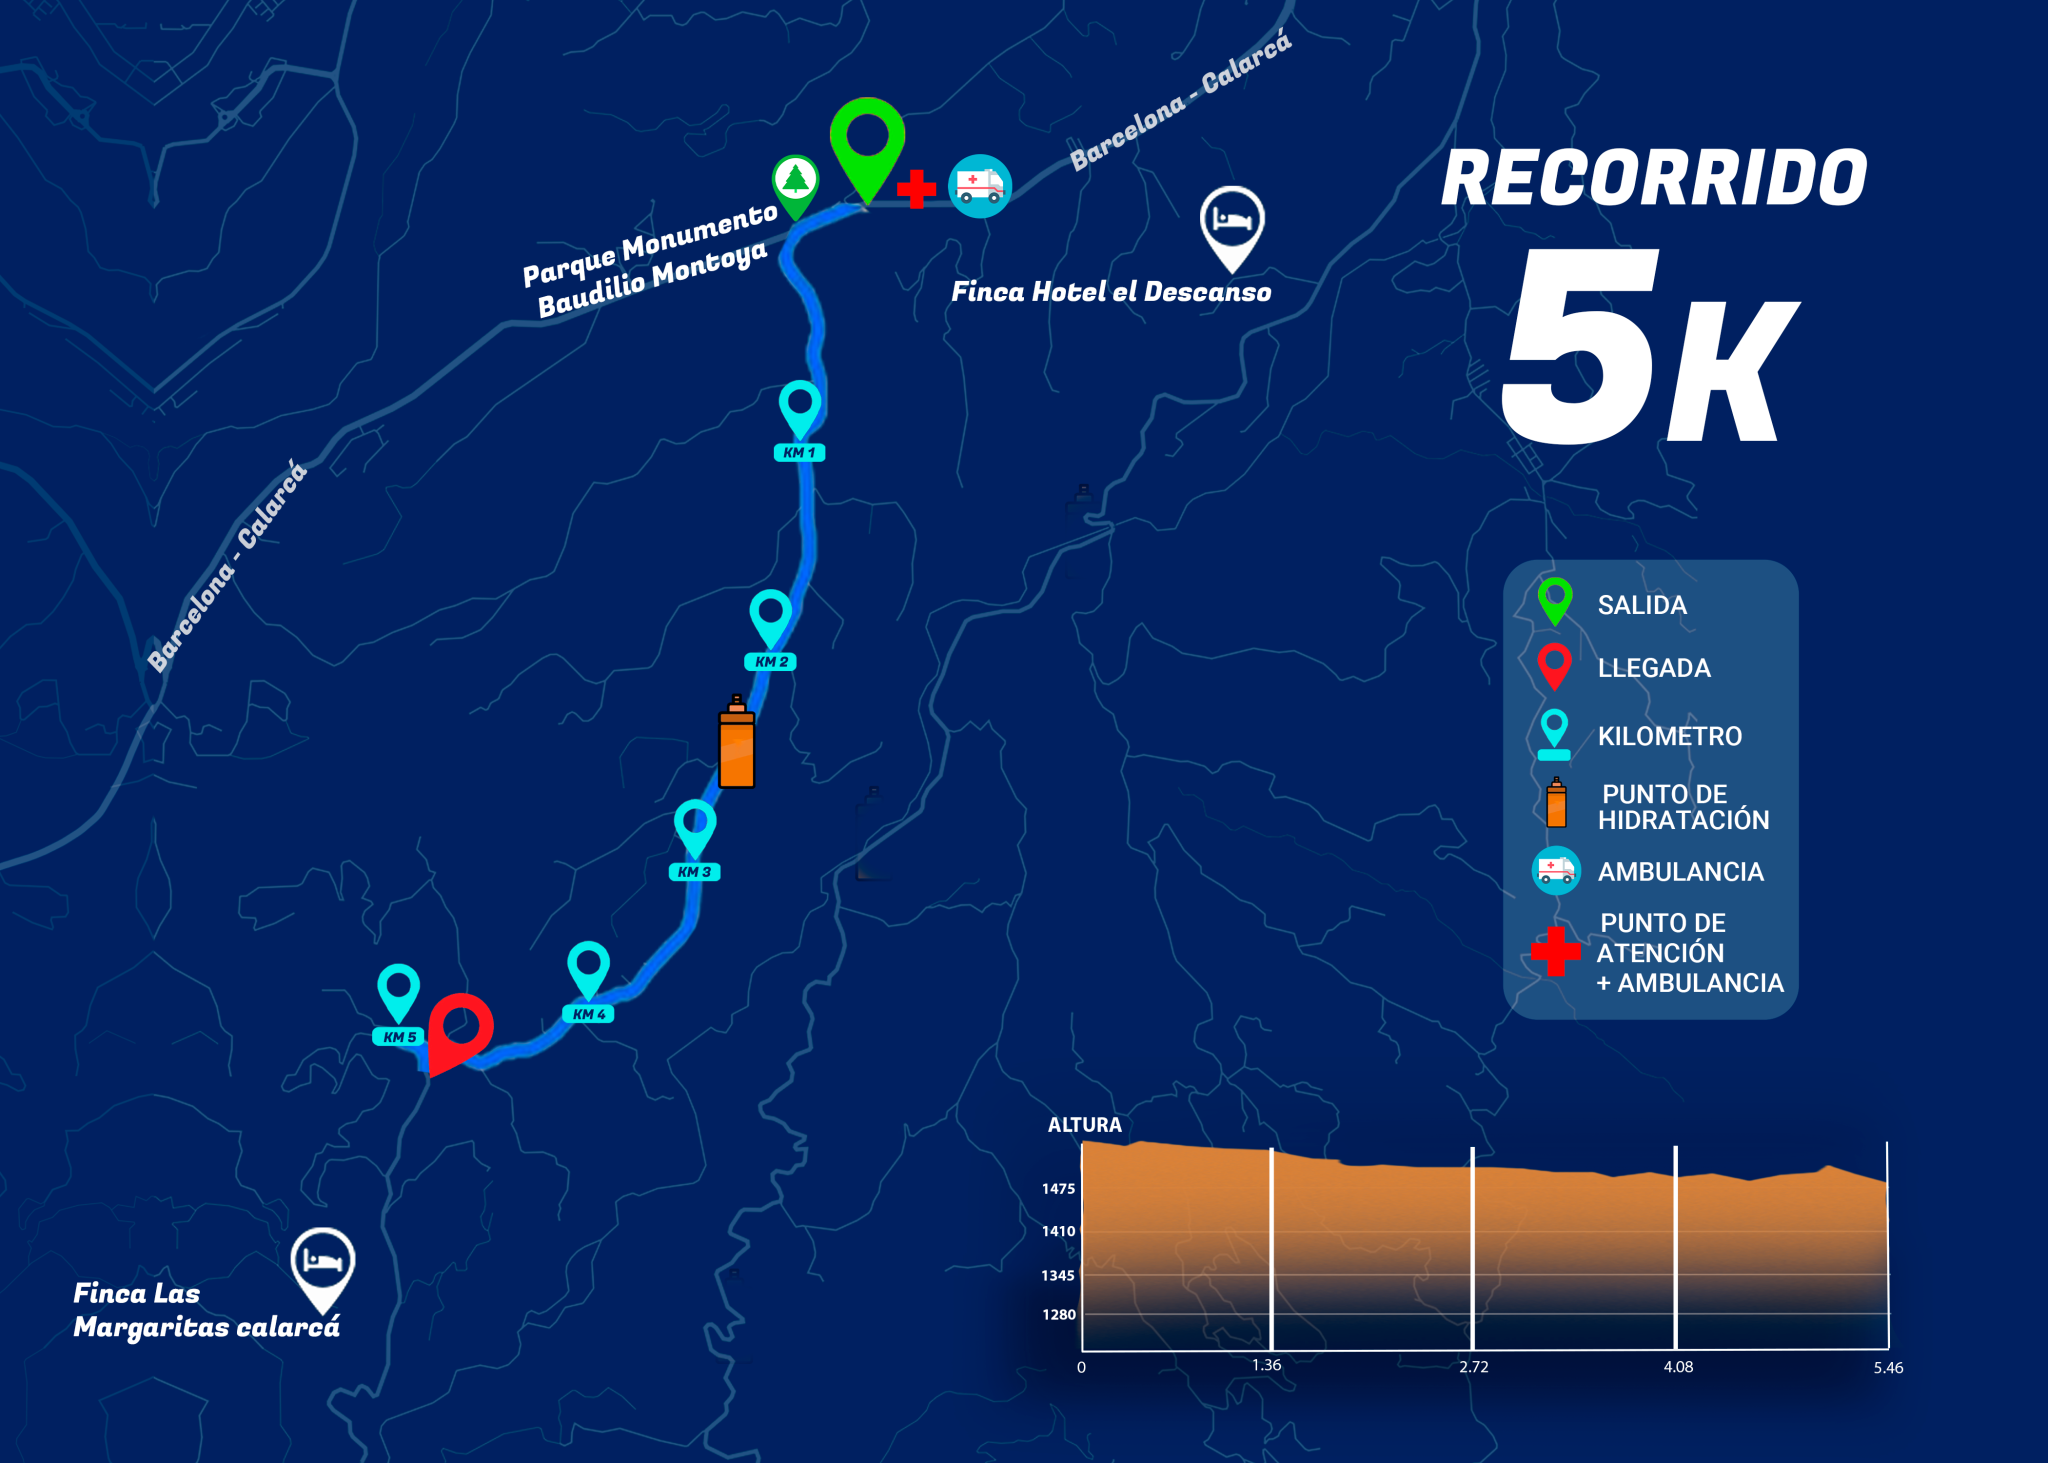 RECORRIDO
5K
Barcelona - Calarcá
Parque Monumento
Baudilio Montoya
Finca Hotel el Descanso
Barcelona - Calarcá
KM 1
KM 2
KM 3
KM 4
KM 5
Finca Las
Margaritas calarcá
SALIDA
LLEGADA
KILOMETRO
PUNTO DE
HIDRATACIÓN
AMBULANCIA
PUNTO DE
ATENCIÓN
+ AMBULANCIA
ALTURA
1475
1410
1345
1280
0
1.36
2.72
4.08
5.46